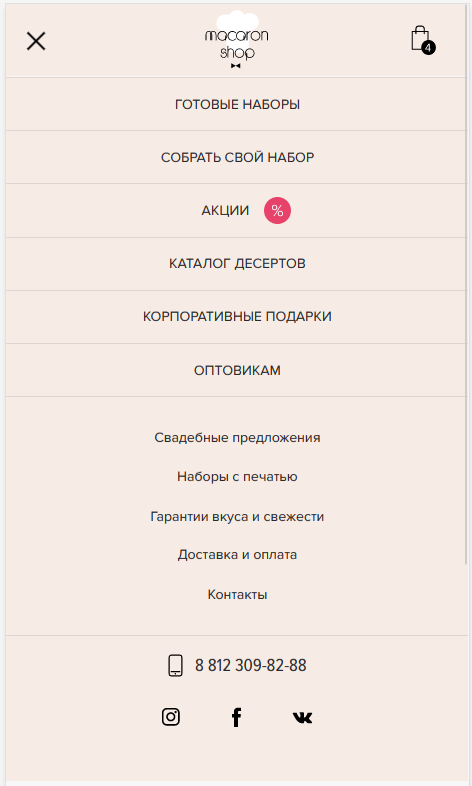 macaron
shop
4
ГОТОВЫЕ НАБОРЫ
СОБРАТЬ СВОЙ НАБОР
АКЦИИ %
КАТАЛОГ ДЕСЕРТОВ
КОРПОРАТИВНЫЕ ПОДАРКИ
ОПТОВИКАМ
Свадебные предложения
Наборы с печатью
Гарантии вкуса и свежести
Доставка и оплата
Контакты
8 812 309-82-88